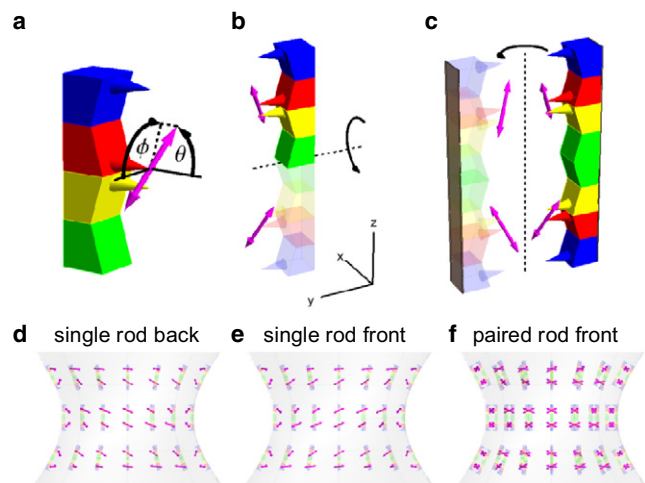 a
b
c
ϕ
θ
z
x
y
d single rod back
e single rod front
f paired rod front